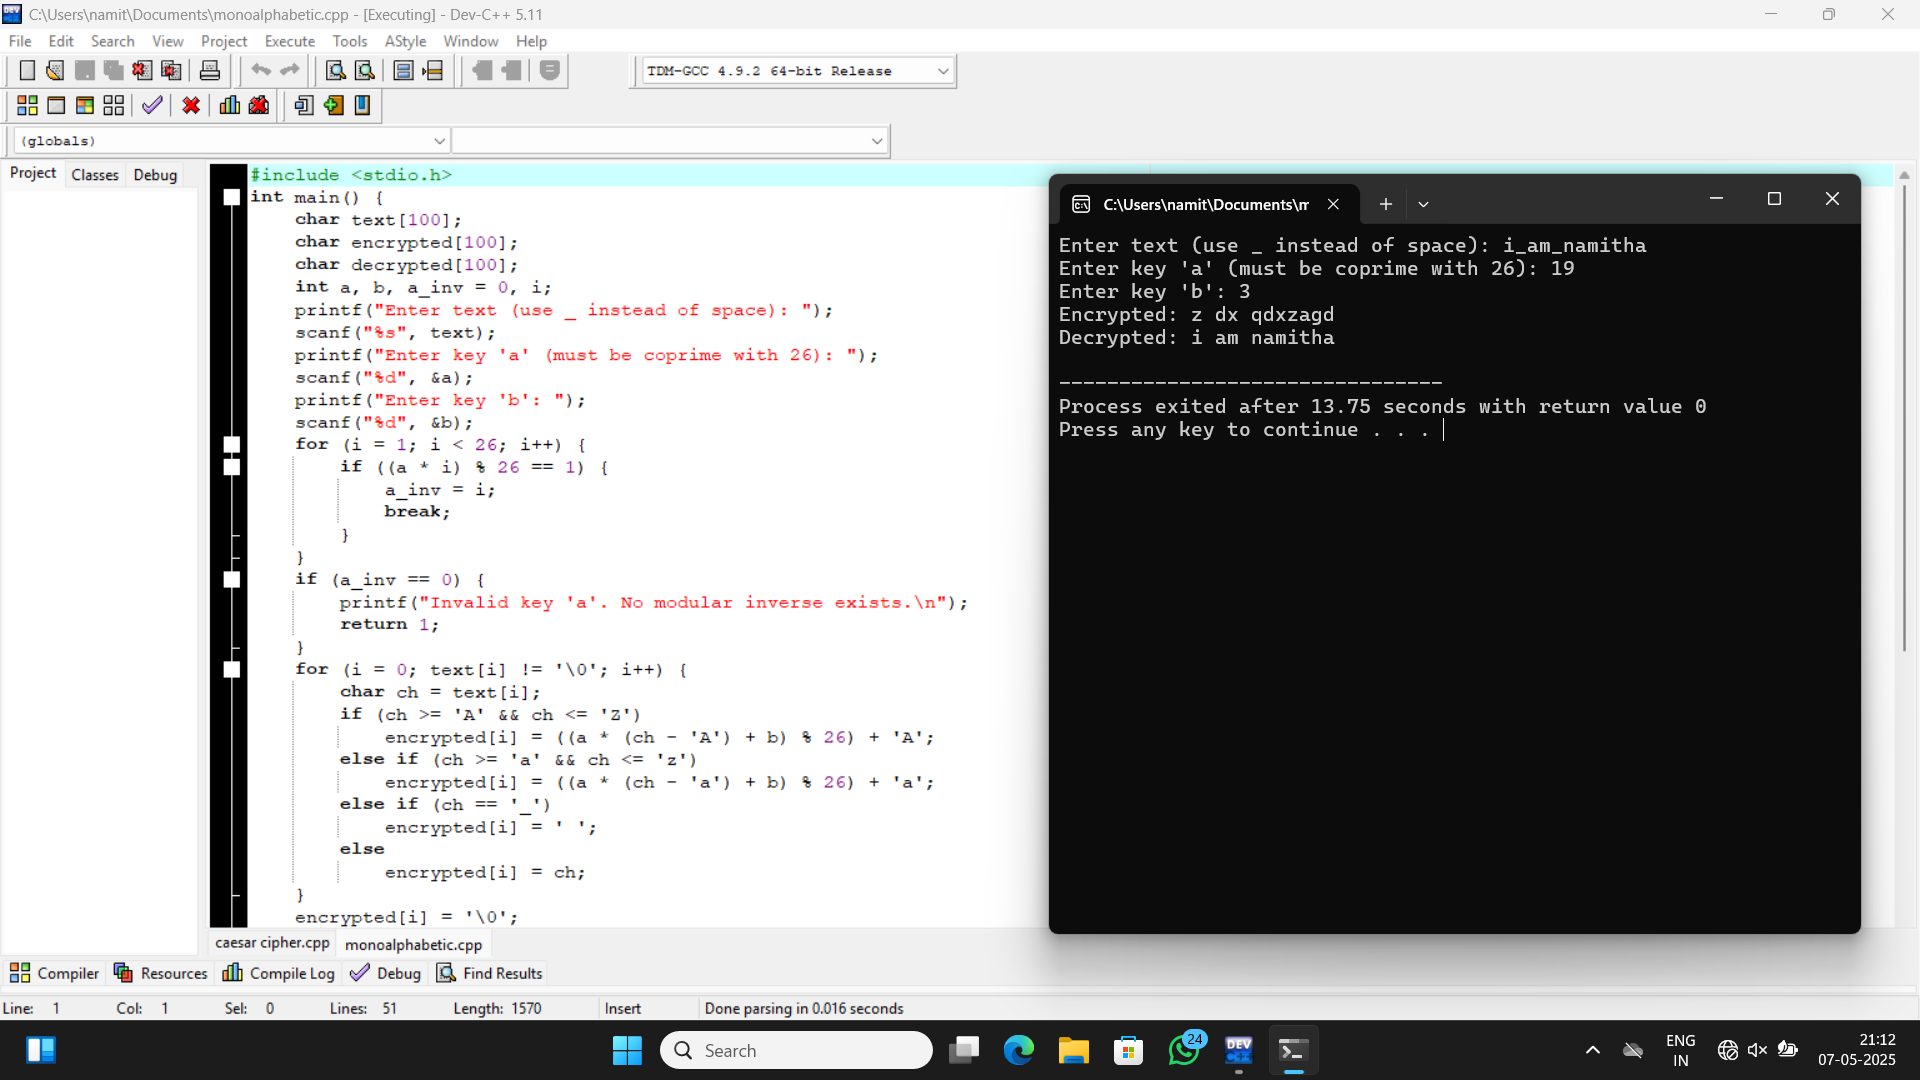 C:\Users\namit\Documents\monoalphabetic.cpp - [Executing] - Dev-C++ 5.11
File Edit Search View Project Execute Tools AStyle Window Help
TDM-GCC 4.9.2 64-bit Release
(globals)
Project Classes Debug
#include <stdio.h>
int main() {
    char text[100];
    char encrypted[100];
    char decrypted[100];
    int a, b, a_inv = 0, i;
    printf("Enter text (use _ instead of space): ");
    scanf("%s", text);
    printf("Enter key 'a' (must be coprime with 26): ");
    scanf("%d", &a);
    printf("Enter key 'b': ");
    scanf("%d", &b);
    for (i = 1; i < 26; i++) {
        if ((a * i) % 26 == 1) {
            a_inv = i;
            break;
        }
    }
    if (a_inv == 0) {
        printf("Invalid key 'a'. No modular inverse exists.\n");
        return 1;
    }
    for (i = 0; text[i] != '\0'; i++) {
        char ch = text[i];
        if (ch >= 'A' && ch <= 'Z')
            encrypted[i] = ((a * (ch - 'A') + b) % 26) + 'A';
        else if (ch >= 'a' && ch <= 'z')
            encrypted[i] = ((a * (ch - 'a') + b) % 26) + 'a';
        else if (ch == '_')
            encrypted[i] = ' ';
        else
            encrypted[i] = ch;
    }
    encrypted[i] = '\0';
C:\Users\namit\Documents\m
Enter text (use _ instead of space): i_am_namitha
Enter key 'a' (must be coprime with 26): 19
Enter key 'b': 3
Encrypted: z dx qdxzagd
Decrypted: i am namitha
--------------------------------
Process exited after 13.75 seconds with return value 0
Press any key to continue . . .
caesar cipher.cpp monoalphabetic.cpp
Compiler Resources Compile Log Debug Find Results
Line: 1 Col: 1 Sel: 0 Lines: 51 Length: 1570 Insert Done parsing in 0.016 seconds
Search
24
DEV
ENG
IN
21:12
07-05-2025